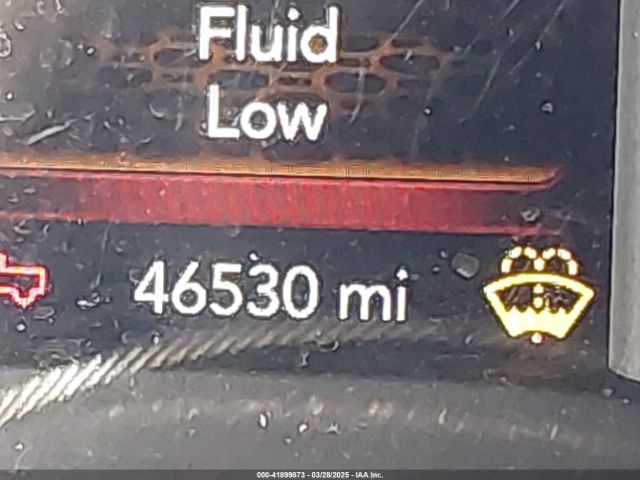 Fluid
Low
46530 mi
000-41899873 - 03/28/2025 - IAA Inc.